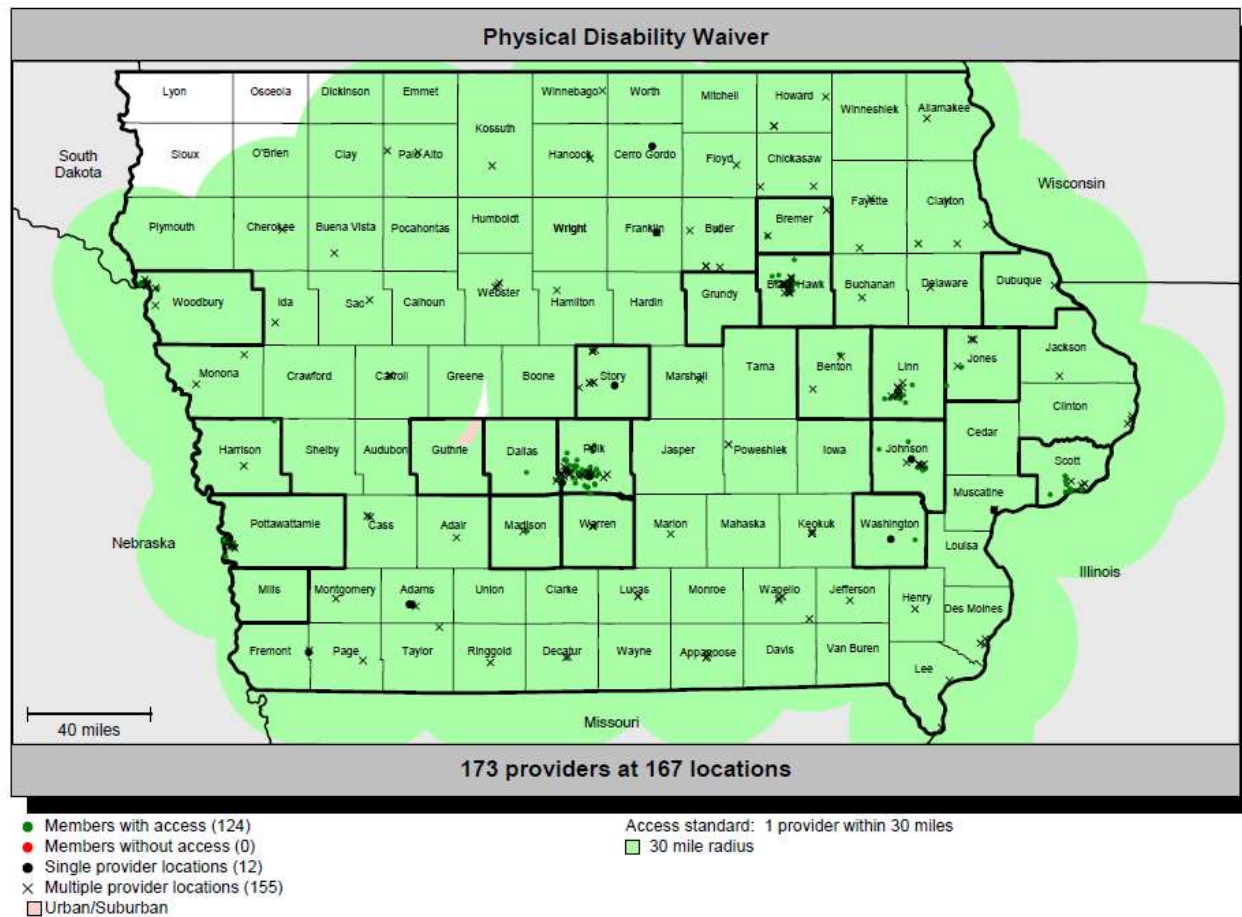 Physical Disability Waiver
Lyon Osceola Dickinson Emmet Winnebago Worth Mitchell Howard Winneshiek Allamakee
Kossuth
South Dakota
Sioux O'Brien Clay Palo Alto Hancock Cerro Gordo Floyd Chickasaw
Wisconsin
Plymouth Cherokee Buena Vista Pocahontas Humboldt Wright Franklin Butler Bremer Fayette Clayton
Woodbury Ida Sac Calhoun Webster Hamilton Hardin Grundy Black Hawk Buchanan Delaware Dubuque
Monona Crawford Carroll Greene Boone Story Marshall Tama Benton Linn Jones Jackson
Clinton
Harrison Shelby Audubon Guthrie Dallas Polk Jasper Poweshiek Iowa Johnson Cedar
Scott
Muscatine
Nebraska
Pottawattamie Cass Adair Madison Warren Marion Mahaska Keokuk Washington
Louisa
Illinois
Mills Montgomery Adams Union Clarke Lucas Monroe Wapello Jefferson Henry Des Moines
Fremont Page Taylor Ringgold Decatur Wayne Appanoose Davis Van Buren
Lee
40 miles
Missouri
173 providers at 167 locations
Members with access (124)
Members without access (0)
Single provider locations (12)
Multiple provider locations (155)
Urban/Suburban
Access standard: 1 provider within 30 miles
30 mile radius